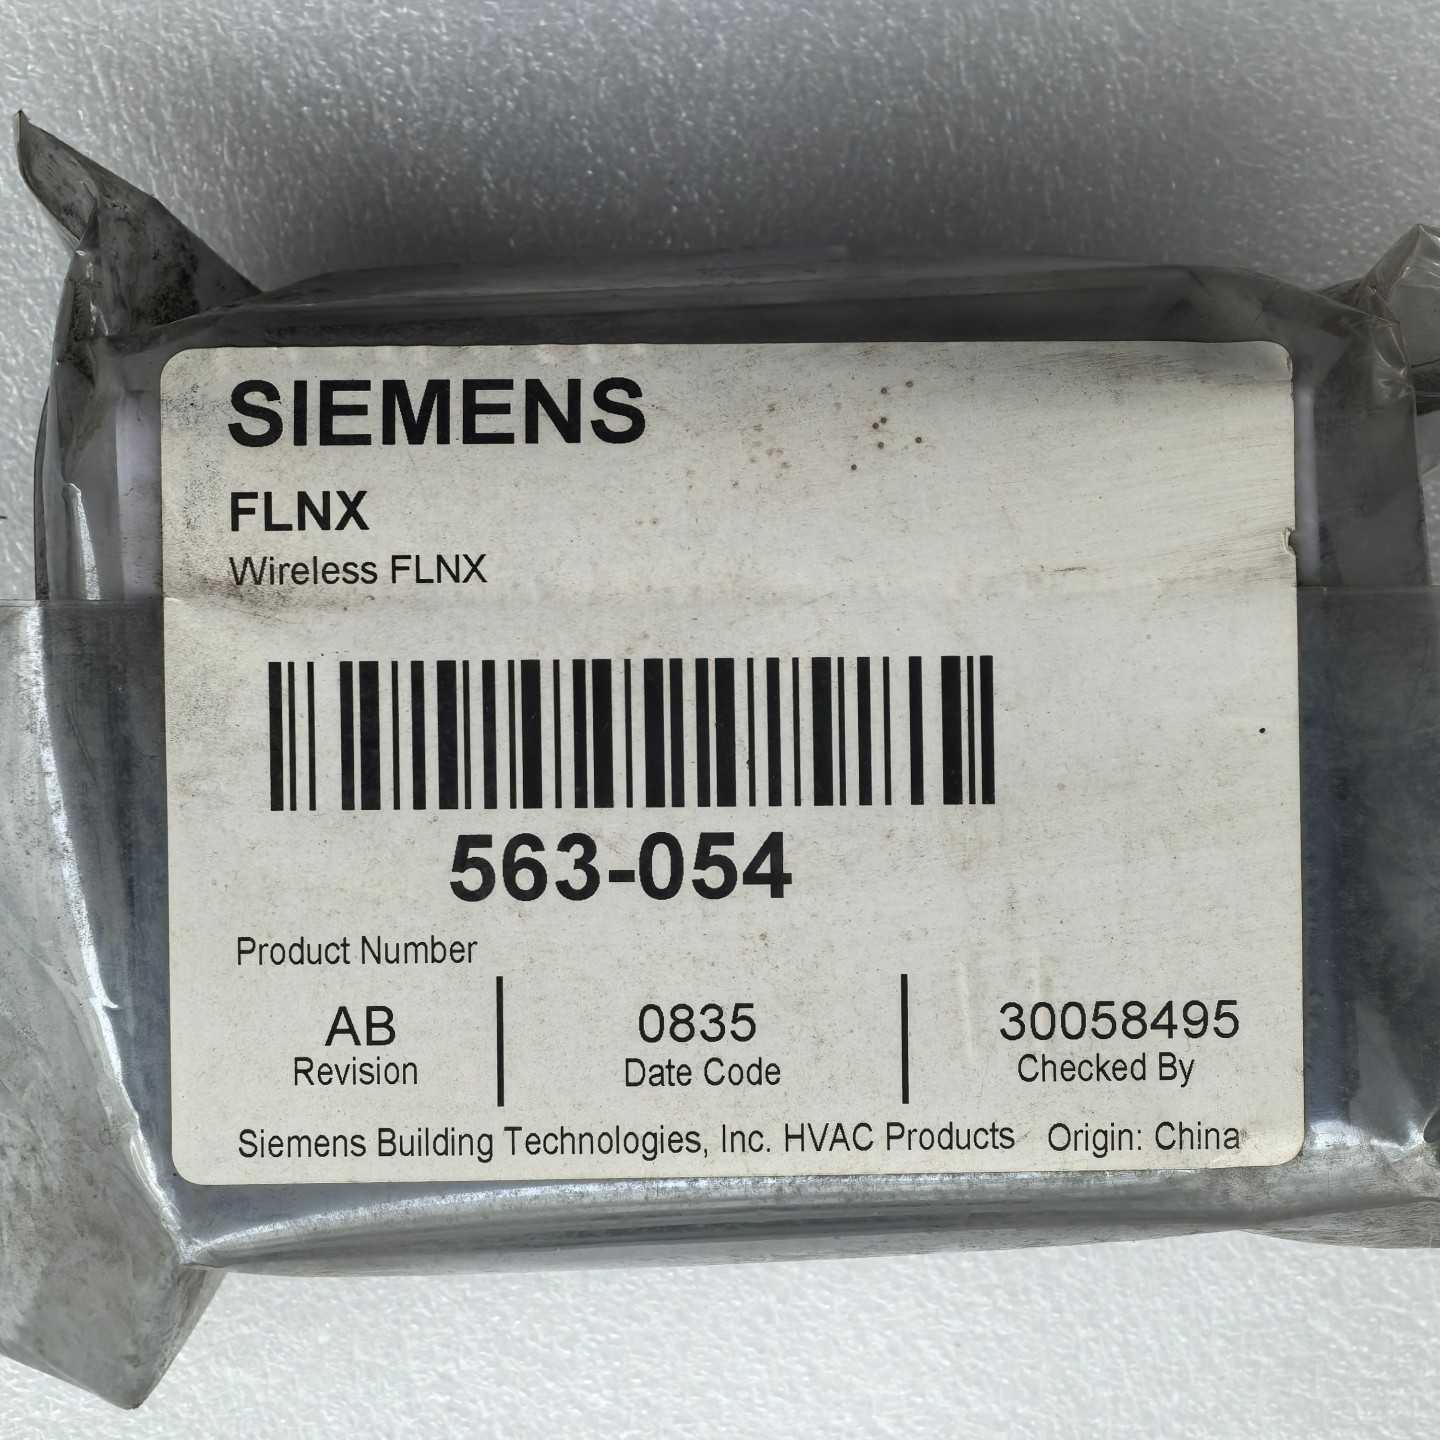 SIEMENS
FLNX
Wireless FLNX
563-054
Product Number
AB 0835 30058495
Revision Date Code Checked By
Siemens Building Technologies, Inc. HVAC Products Origin: China